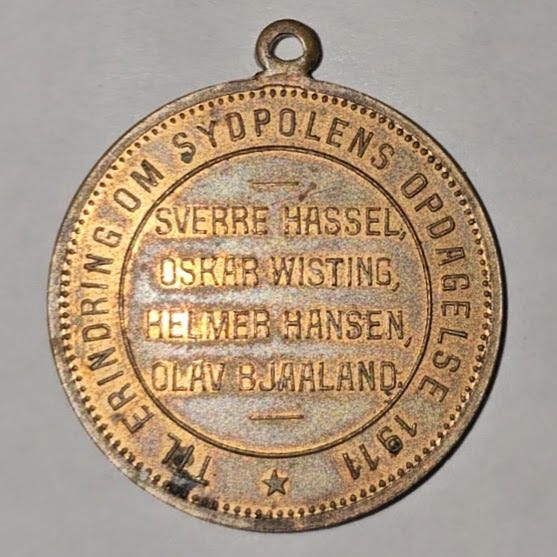 TIL ERINDRING OM SYDPOLENS OPDAGELSE 1911
SVERRE HASSEL,
OSKAR WISTING,
HELMER HANSEN,
OLAV BJAALAND.